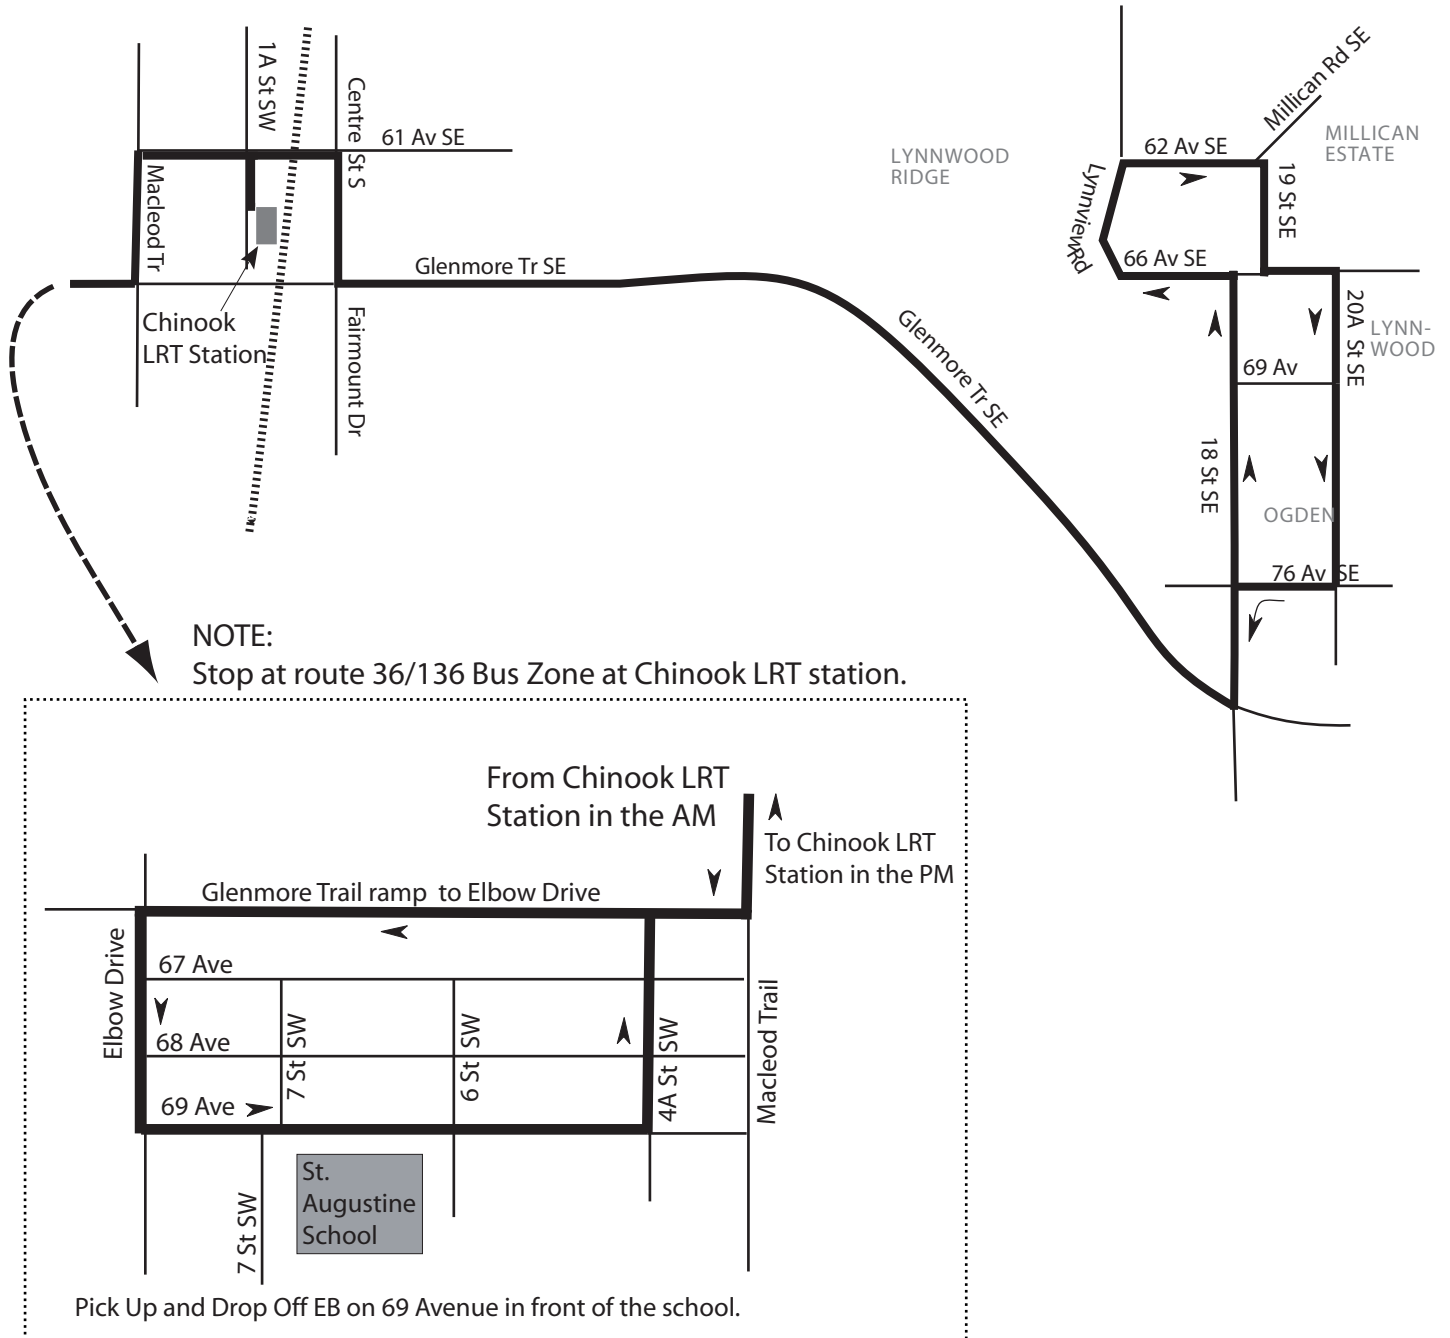 1A St SW
Centre St S
61 Av SE
Macleod Tr
Glenmore Tr SE
Chinook
LRT Station
Fairmount Dr
Glenmore Tr SE
LYNNWOOD
RIDGE
Millican Rd SE
MILLICAN
ESTATE
62 Av SE
Lynnview Rd
19 St SE
66 Av SE
20A St SE
LYNN-
WOOD
69 Av
18 St SE
OGDEN
76 Av SE
NOTE:
Stop at route 36/136 Bus Zone at Chinook LRT station.
From Chinook LRT
Station in the AM
To Chinook LRT
Station in the PM
Glenmore Trail ramp to Elbow Drive
Elbow Drive
67 Ave
68 Ave
69 Ave
7 St SW
6 St SW
4A St SW
Macleod Trail
7 St SW
St.
Augustine
School
Pick Up and Drop Off EB on 69 Avenue in front of the school.